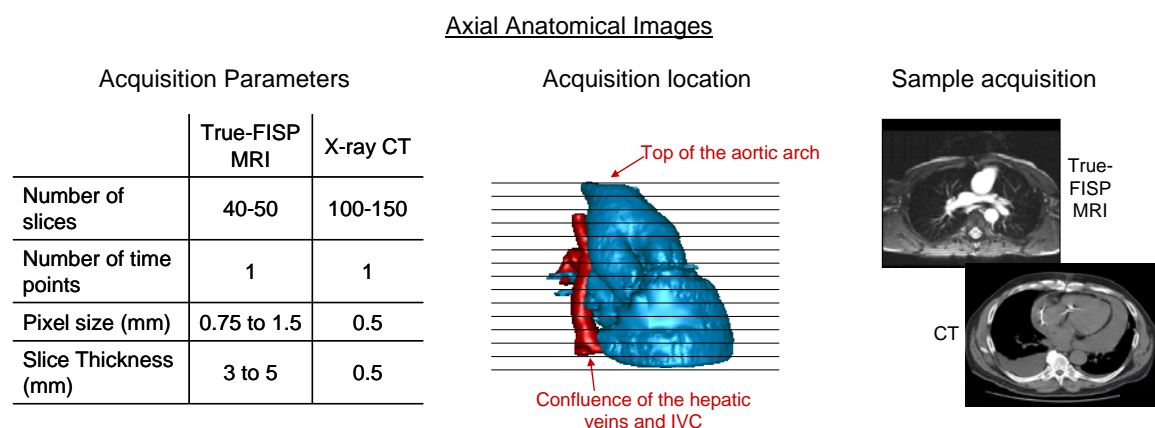 Axial Anatomical Images
Acquisition Parameters
True-FISP
MRI
X-ray CT
Number of
slices
40-50
100-150
Number of time
points
1
1
Pixel size (mm)
0.75 to 1.5
0.5
Slice Thickness
(mm)
3 to 5
0.5
Acquisition location
Top of the aortic arch
Confluence of the hepatic
veins and IVC
Sample acquisition
True-
FISP
MRI
CT